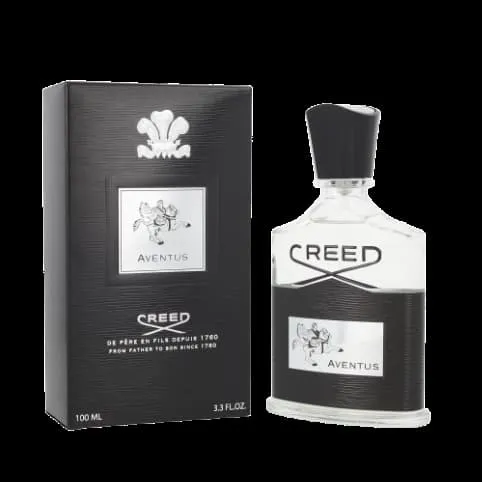 AVENTUS
CREED
DE PÈRE EN FILS DEPUIS 1760
FROM FATHER TO SON SINCE 1760
100 ML 3.3 FL.OZ.
CREED
AVENTUS